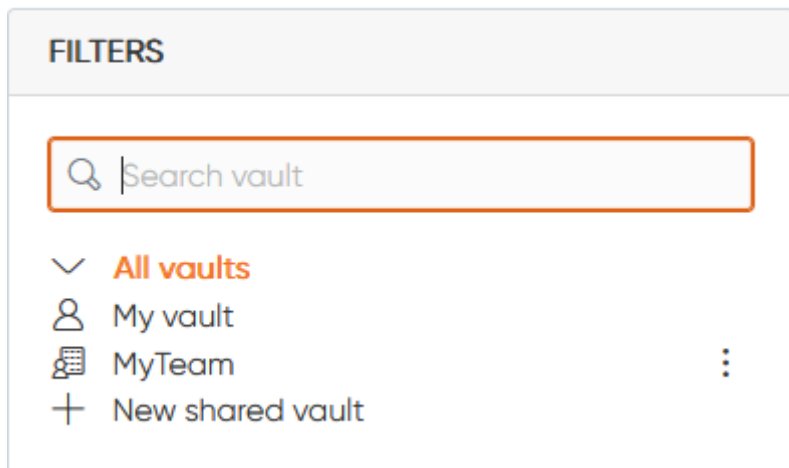 FILTERS
Search vault
All vaults
My vault
MyTeam
New shared vault